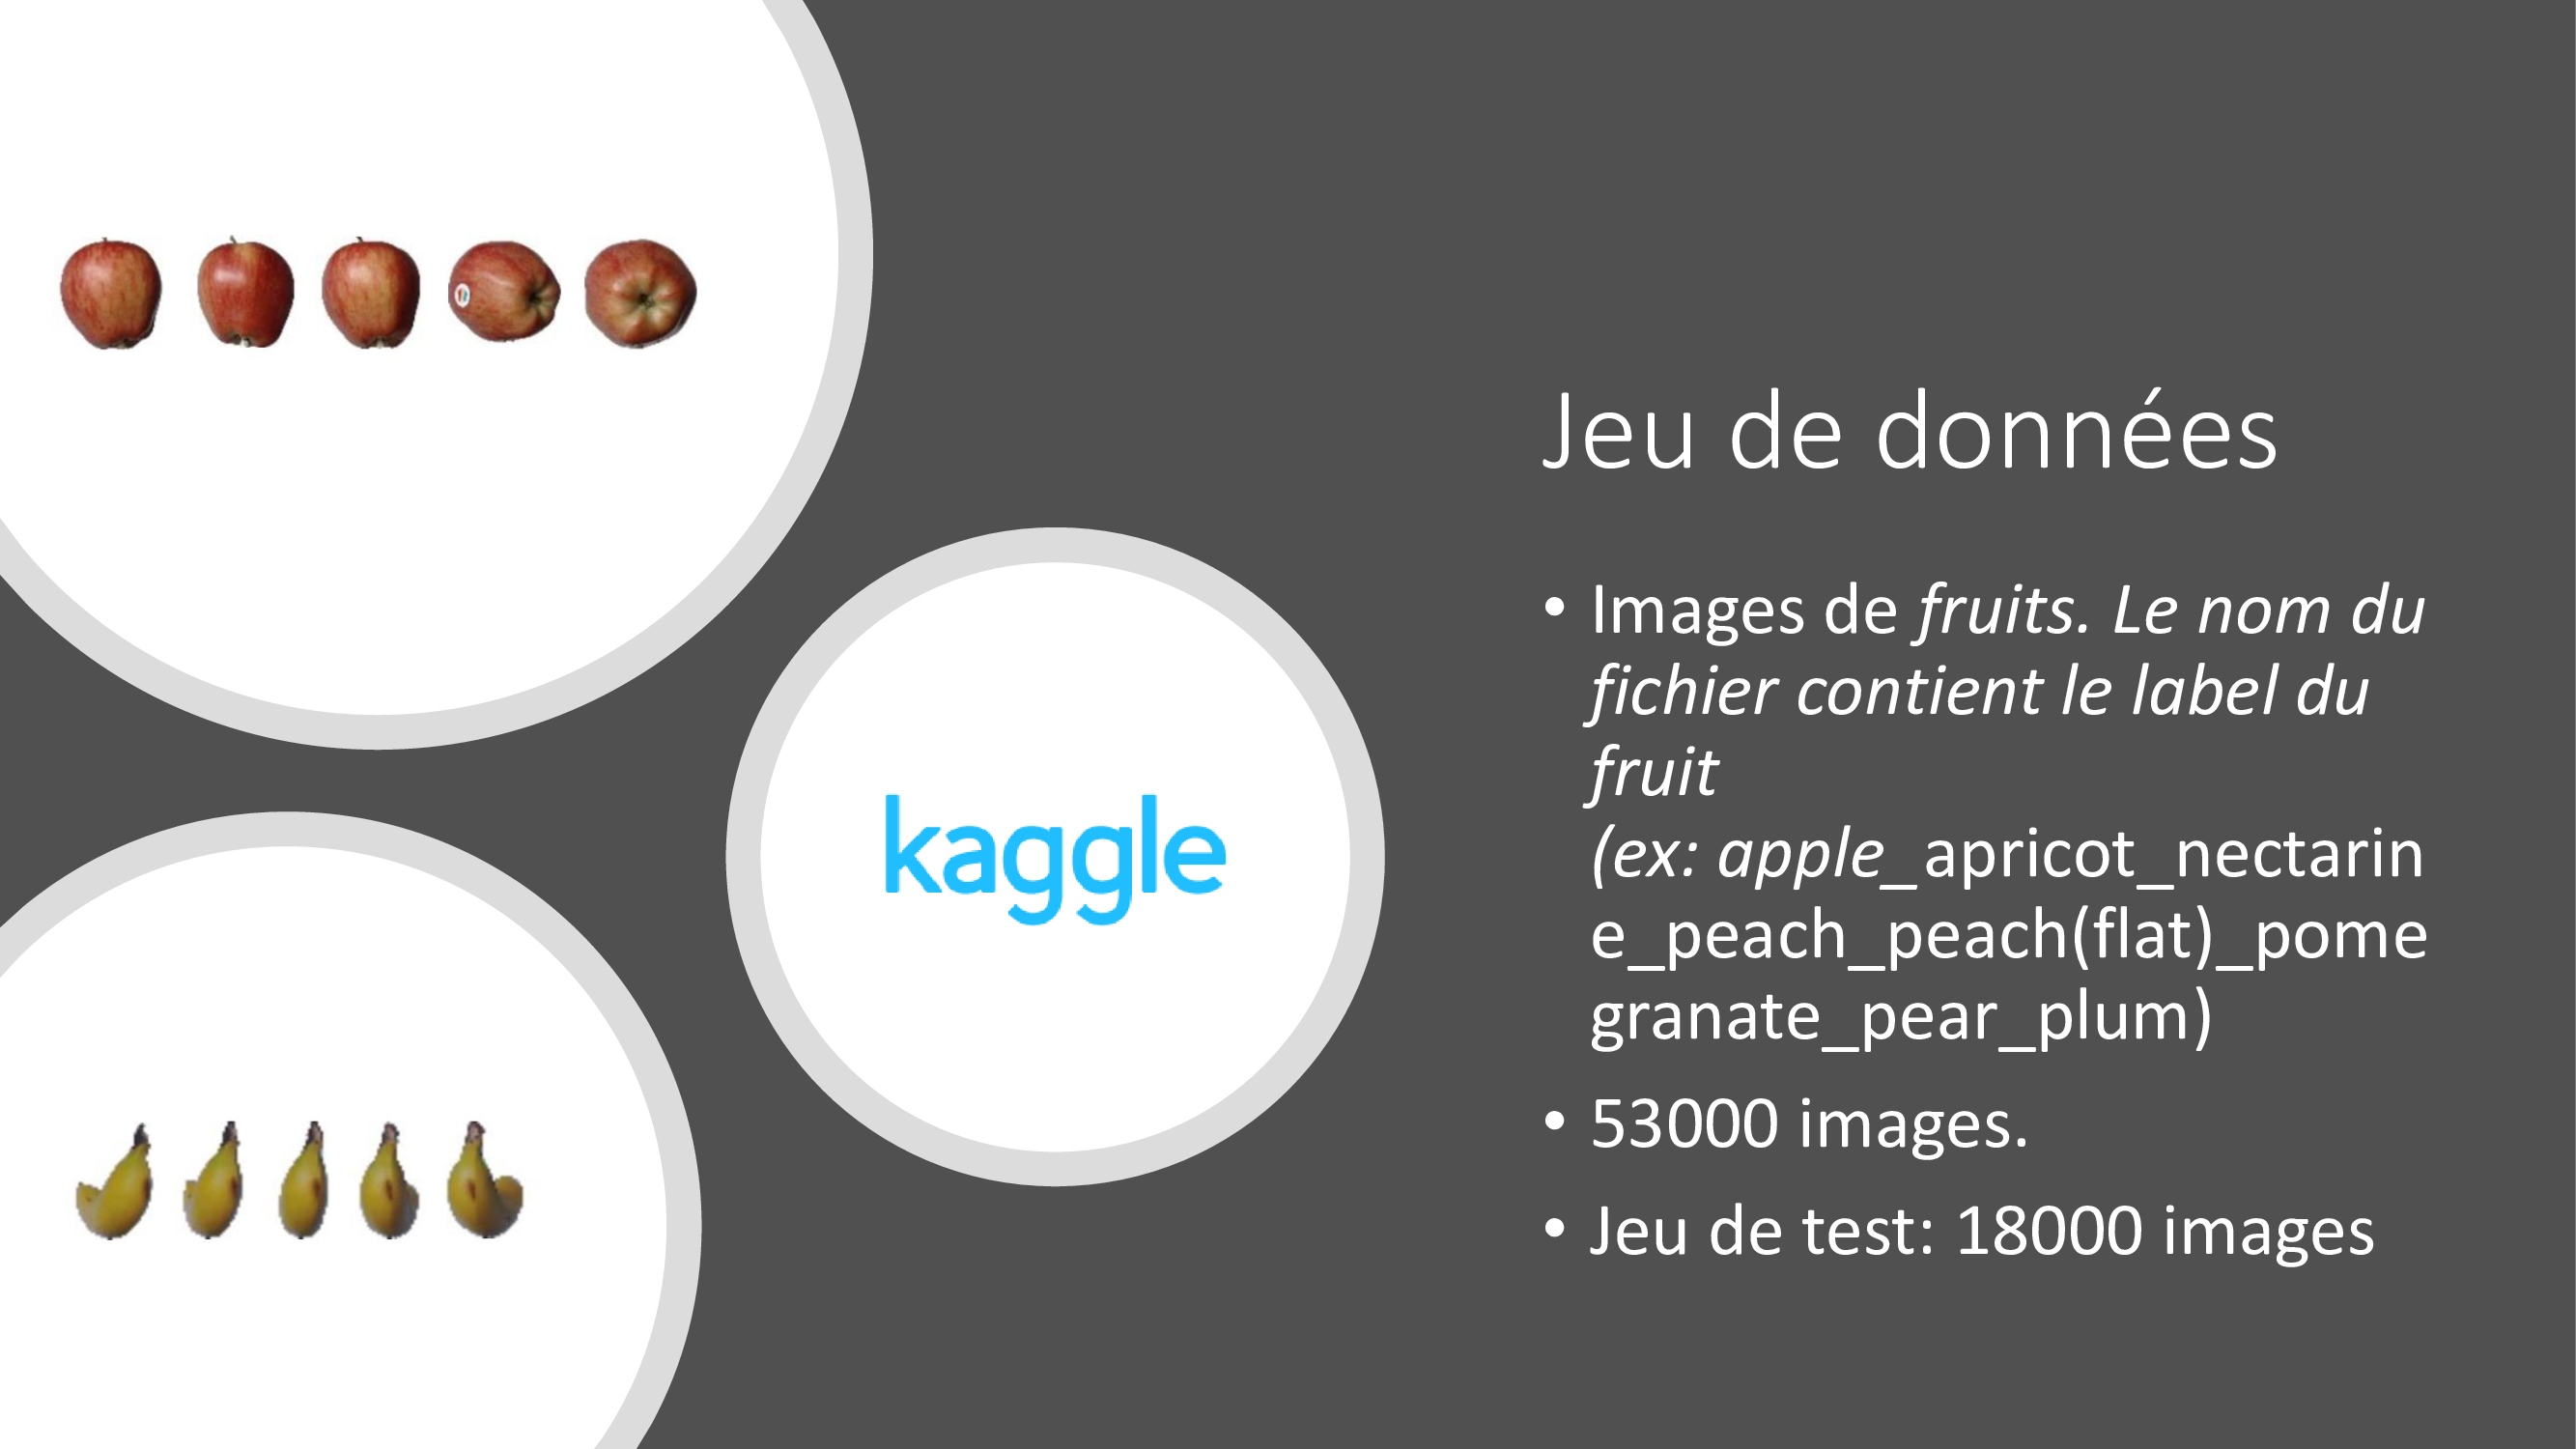 kaggle
Jeu de données
• Images de fruits. Le nom du
fichier contient le label du
fruit
(ex: apple_apricot_nectarin
e_peach_peach(flat)_pome
granate_pear_plum)
• 53000 images.
• Jeu de test: 18000 images